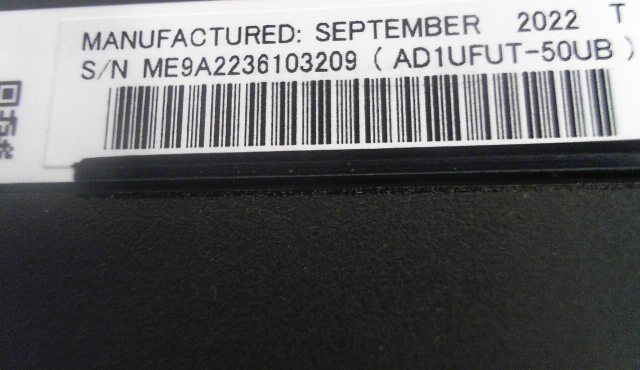 MANUFACTURED: SEPTEMBER 2022 T
S/N ME9A2236103209 ( AD1UFUT-50UB )